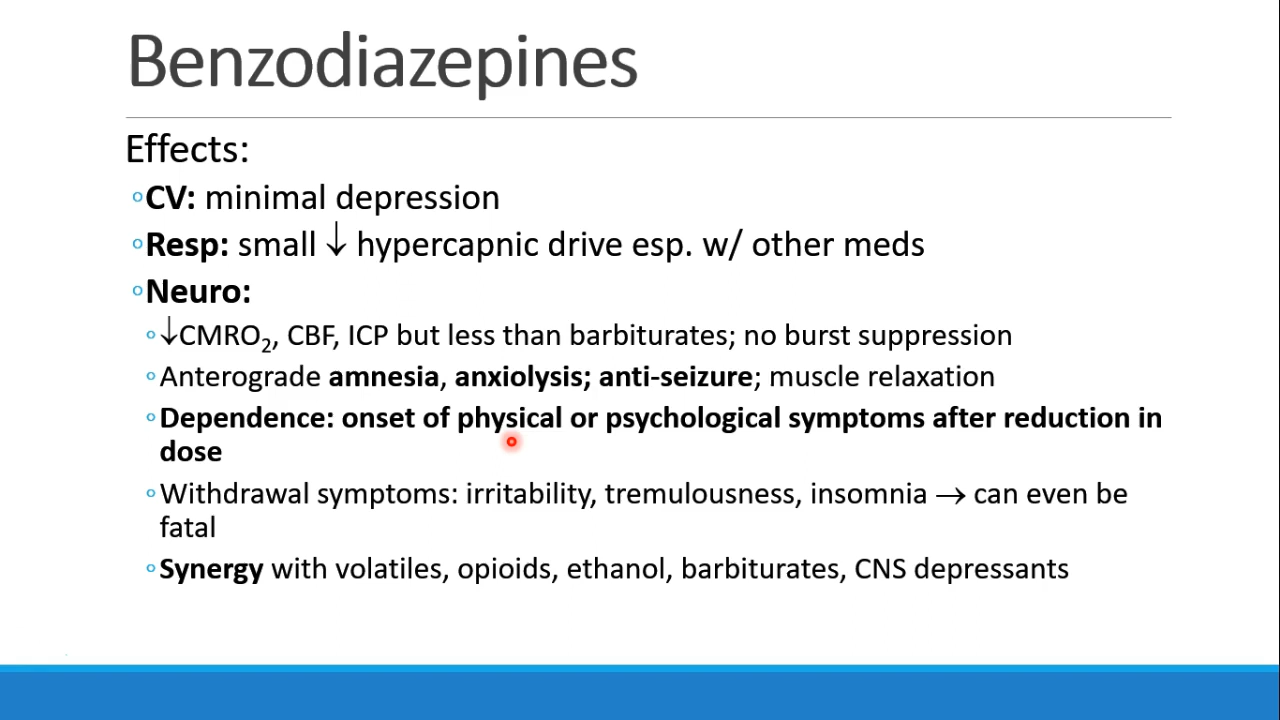 Benzodiazepines
Effects:
◦CV: minimal depression
◦Resp: small ↓ hypercapnic drive esp. w/ other meds
◦Neuro:
◦↓CMRO₂, CBF, ICP but less than barbiturates; no burst suppression
◦Anterograde amnesia, anxiolysis; anti-seizure; muscle relaxation
◦Dependence: onset of physical or psychological symptoms after reduction in
dose
◦Withdrawal symptoms: irritability, tremulousness, insomnia → can even be
fatal
◦Synergy with volatiles, opioids, ethanol, barbiturates, CNS depressants